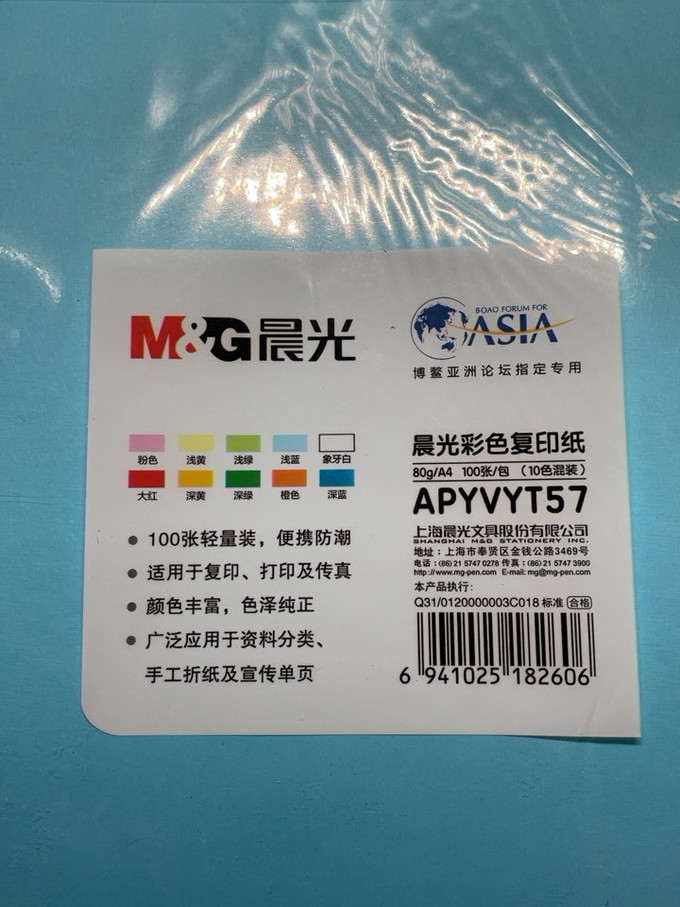 M&G晨光
BOAO FORUM FOR
ASIA
博鳌亚洲论坛指定专用
粉色 浅黄 浅绿 浅蓝 象牙白
大红 深黄 深绿 橙色 深蓝
● 100张轻量装，便携防潮
● 适用于复印、打印及传真
● 颜色丰富，色泽纯正
● 广泛应用于资料分类、
手工折纸及宣传单页
晨光彩色复印纸
80g/A4 100张/包 （10色混装）
APYVYT57
上海晨光文具股份有限公司
SHANGHAI M&G STATIONERY INC.
地址：上海市奉贤区金钱公路3469号
电话：(86) 21 5747 0278 传真：(86) 21 5747 3900
http://www.mg-pen.com E-mail: mg@mg-pen.com
本产品执行：
Q31/0120000003C018 标准 合格
6 941025 182606